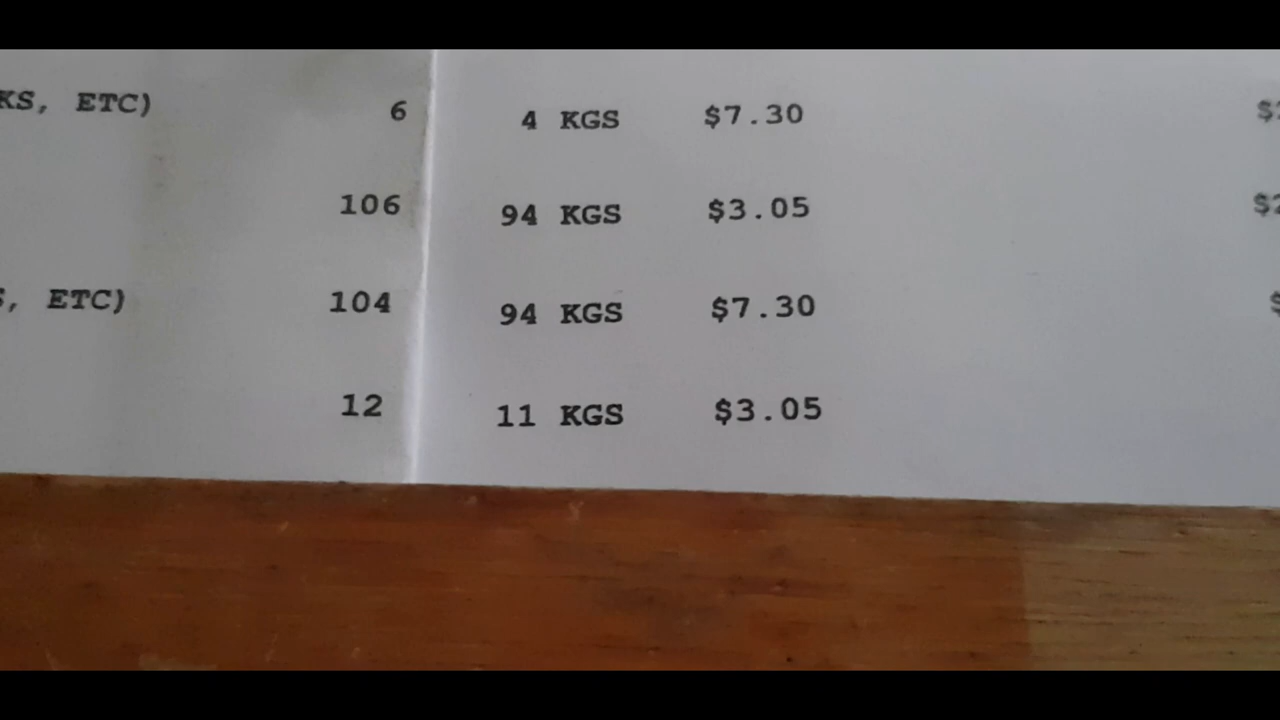 KS, ETC) 6 4 KGS $7.30
106 94 KGS $3.05
, ETC) 104 94 KGS $7.30
12 11 KGS $3.05